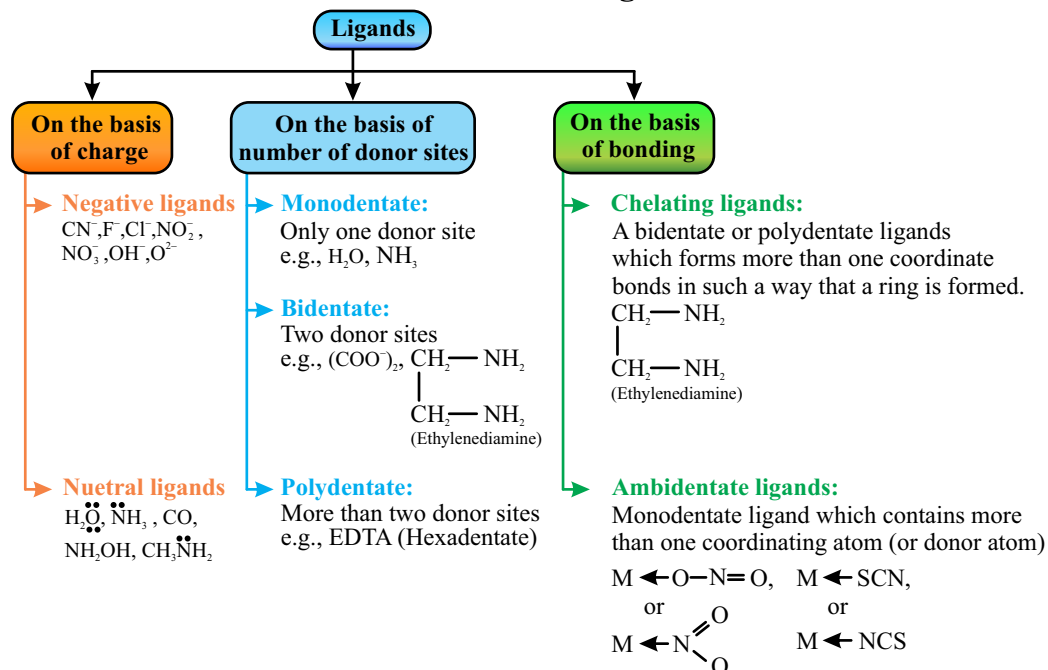 Ligands
On the basis
of charge
On the basis of
number of donor sites
On the basis
of bonding
Negative ligands
CN⁻,F⁻,Cl⁻,NO₂⁻,
NO₃⁻,OH⁻,O²⁻
Nuetral ligands
H₂O, NH₃ , CO,
NH₂OH, CH₃NH₂
Monodentate:
Only one donor site
e.g., H₂O, NH₃
Bidentate:
Two donor sites
e.g., (COO⁻)₂, CH₂— NH₂
CH₂— NH₂
(Ethylenediamine)
Polydentate:
More than two donor sites
e.g., EDTA (Hexadentate)
Chelating ligands:
A bidentate or polydentate ligands
which forms more than one coordinate
bonds in such a way that a ring is formed.
CH₂— NH₂
CH₂— NH₂
(Ethylenediamine)
Ambidentate ligands:
Monodentate ligand which contains more
than one coordinating atom (or donor atom)
M ←O–N=O, M ←SCN,
or or
M ←N O O M ←NCS